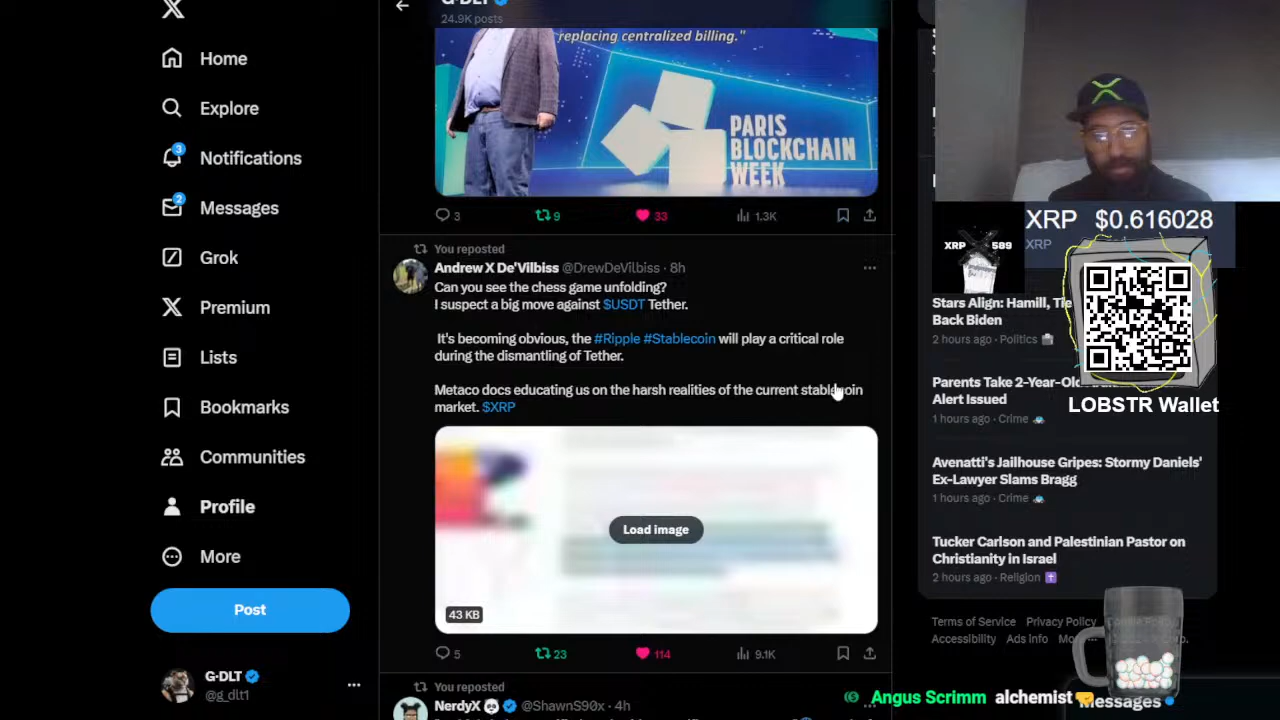 G-DLT
24.9K posts
Home
Explore
3
Notifications
2
Messages
Grok
Premium
Lists
Bookmarks
Communities
Profile
More
Post
G-DLT
@g_dlt1
replacing centralized billing."
PARIS
BLOCKCHAIN
WEEK
3
9
33
1.3K
You reposted
Andrew X De'Vilbiss @DrewDeVilbiss · 8h
Can you see the chess game unfolding?
I suspect a big move against $USDT Tether.
It's becoming obvious, the #Ripple #Stablecoin will play a critical role
during the dismantling of Tether.
Metaco docs educating us on the harsh realities of the current stablecoin
market. $XRP
Load image
43 KB
5
23
114
9.1K
You reposted
NerdyX @ShawnS90x · 4h
XRP $0.616028
XRP
XRP 589
Stars Align: Hamill,
Back Biden
2 hours ago · Politics
LOBSTR Wallet
Parents Take 2-Year-Old
Alert Issued
1 hours ago · Crime
Avenatti's Jailhouse Gripes: Stormy Daniels'
Ex-Lawyer Slams Bragg
1 hours ago · Crime
Tucker Carlson and Palestinian Pastor on
Christianity in Israel
2 hours ago · Religion
Terms of Service Privacy Policy
Accessibility Ads info
Angus Scrimm alchemist
Messages